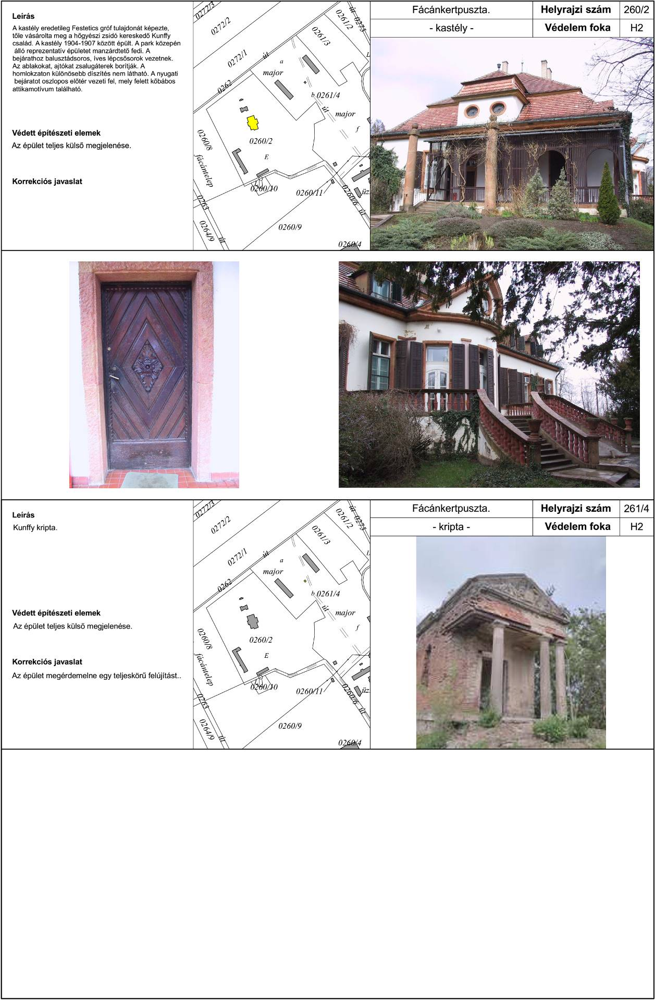 Leírás
A kastély eredetileg Festetics gróf tulajdonát képezte,
tőle vásárolta meg a hőgyészi zsidó kereskedő Kunffy
család. A kastély 1904-1907 között épült. A park közepén
álló reprezentatív épületet manzárdtető fedi. A
bejárathoz balusztádsoros, íves lépcsősorok vezetnek.
Az ablakokat, ajtókat zsalugáterek borítják. A
homlokzaton különösebb díszítés nem látható. A nyugati
bejáratot oszlopos előtér vezeti fel, mely felett kőbábos
attikamotívum található.
Védett építészeti elemek
Az épület teljes külső megjelenése.
Korrekciós javaslat
0272/3
0272/2
0272/1
út
0262
a
major
út
0273
0261/2
0261/3
L
b 0261/4
út
major
f
0260/8
fácántelep
0260/2
E
0260/10
0260/11
0260/6
út
üz.
0263
0264/9
út
0260/9
0260/4
Fácánkertpuszta.
Helyrajzi szám
260/2
- kastély -
Védelem foka
H2
Leírás
Kunffy kripta.
Védett építészeti elemek
Az épület teljes külső megjelenése.
Korrekciós javaslat
Az épület megérdemelne egy teljeskörű felújítást..
0272/3
0272/2
0272/1
út
0262
a
major
út
0273
0261/2
0261/3
L
b 0261/4
út
major
f
0260/8
fácántelep
0260/2
E
0260/10
0260/11
0260/6
út
üz.
0263
0264/9
út
0260/9
0260/4
Fácánkertpuszta.
Helyrajzi szám
261/4
- kripta -
Védelem foka
H2